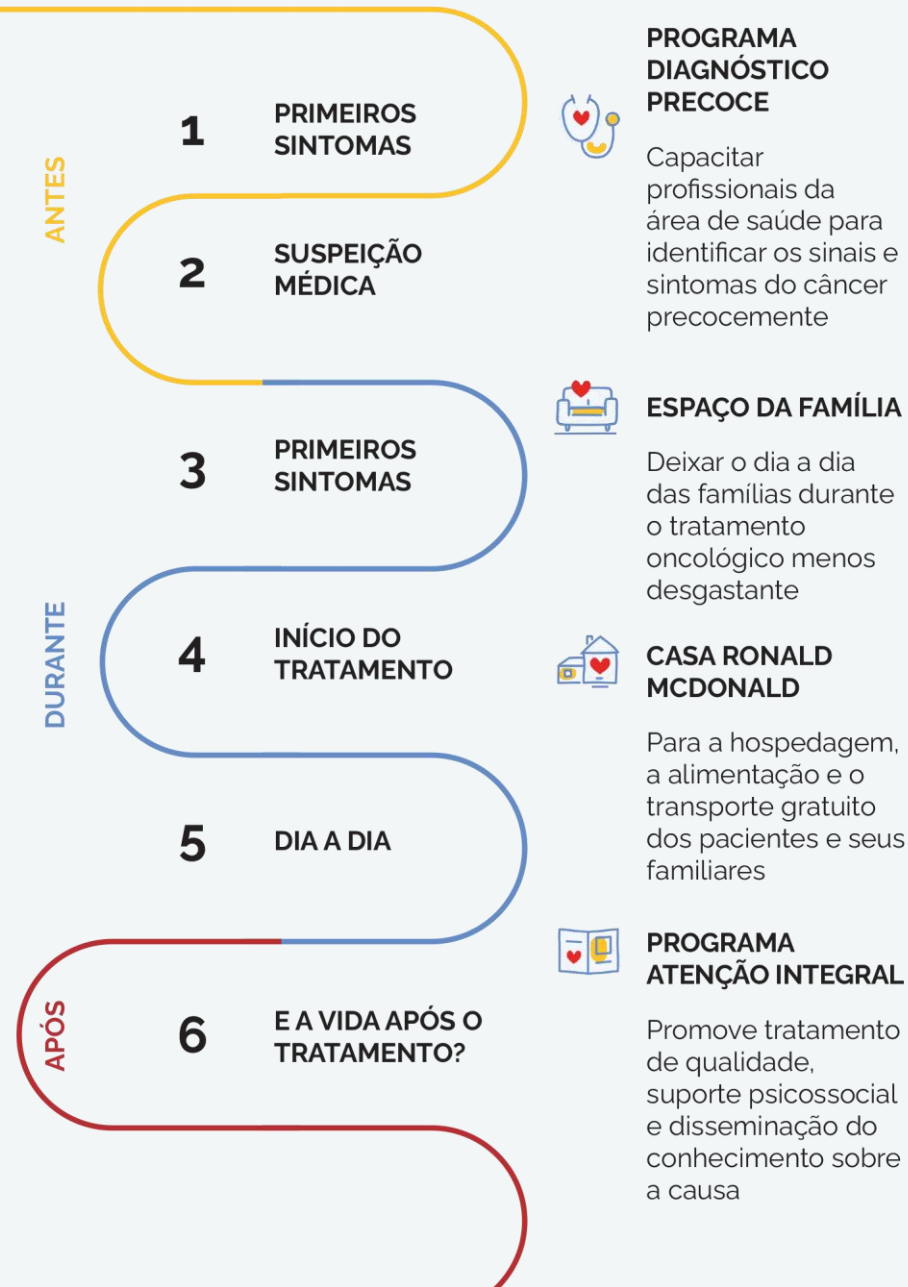 ANTES
1
PRIMEIROS
SINTOMAS
2
SUSPEIÇÃO
MÉDICA
DURANTE
3
PRIMEIROS
SINTOMAS
4
INÍCIO DO
TRATAMENTO
5
DIA A DIA
APÓS
6
E A VIDA APÓS O
TRATAMENTO?
PROGRAMA
DIAGNÓSTICO
PRECOCE
Capacitar
profissionais da
área de saúde para
identificar os sinais e
sintomas do câncer
precocemente
ESPAÇO DA FAMÍLIA
Deixar o dia a dia
das famílias durante
o tratamento
oncológico menos
desgastante
CASA RONALD
MCDONALD
Para a hospedagem,
a alimentação e o
transporte gratuito
dos pacientes e seus
familiares
PROGRAMA
ATENÇÃO INTEGRAL
Promove tratamento
de qualidade,
suporte psicossocial
e disseminação do
conhecimento sobre
a causa